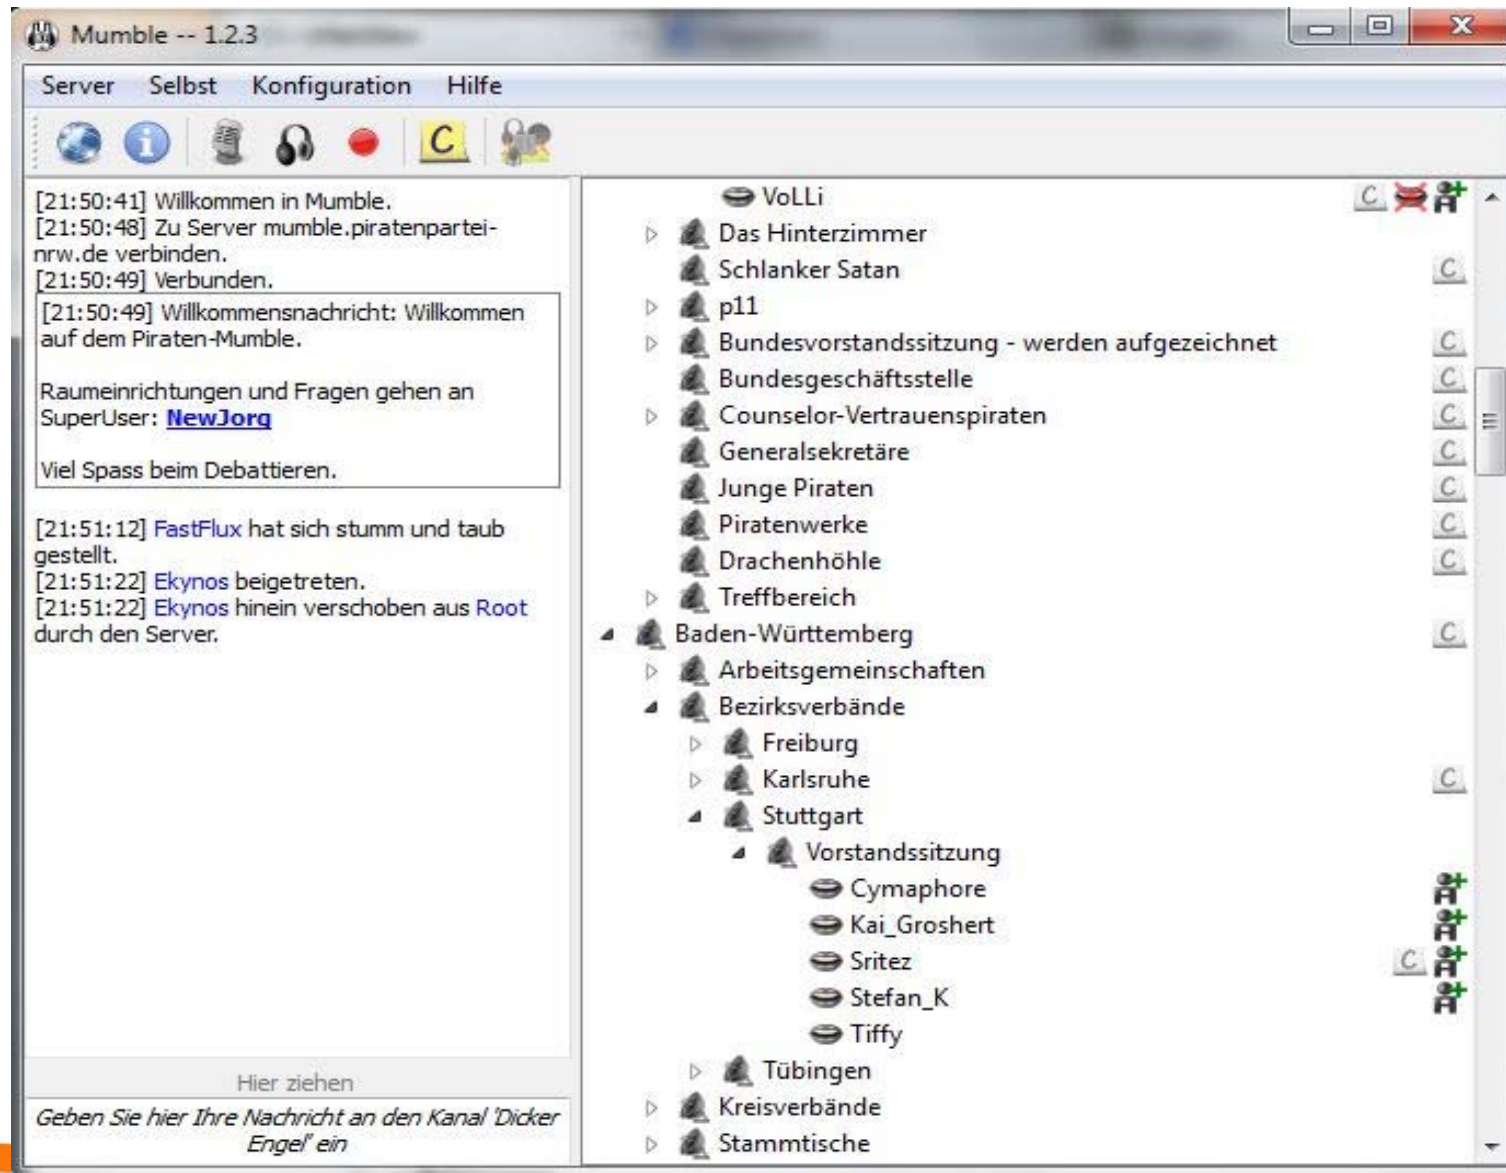 Mumble -- 1.2.3
Server Selbst Konfiguration Hilfe
C
[21:50:41] Willkommen in Mumble.
[21:50:48] Zu Server mumble.piratenpartei-
nrw.de verbinden.
[21:50:49] Verbunden.
[21:50:49] Willkommensnachricht: Willkommen
auf dem Piraten-Mumble.
Raumeinrichtungen und Fragen gehen an
SuperUser: NewJorg
Viel Spass beim Debattieren.
[21:51:12] FastFlux hat sich stumm und taub
gestellt.
[21:51:22] Ekynos beigetreten.
[21:51:22] Ekynos hinein verschoben aus Root
durch den Server.
Hier ziehen
Geben Sie hier Ihre Nachricht an den Kanal 'Dicker
Engel' ein
VoLLi C
Das Hinterzimmer
Schlanker Satan C
p11
Bundesvorstandssitzung - werden aufgezeichnet C
Bundesgeschäftsstelle C
Counselor-Vertrauenspiraten C
Generalsekretäre C
Junge Piraten C
Piratenwerke C
Drachenhöhle C
Treffbereich
Baden-Württemberg C
Arbeitsgemeinschaften
Bezirksverbände
Freiburg
Karlsruhe C
Stuttgart
Vorstandssitzung
Cymaphore
Kai_Groshert
Sritez C
Stefan_K
Tiffy
Tübingen
Kreisverbände
Stammtische